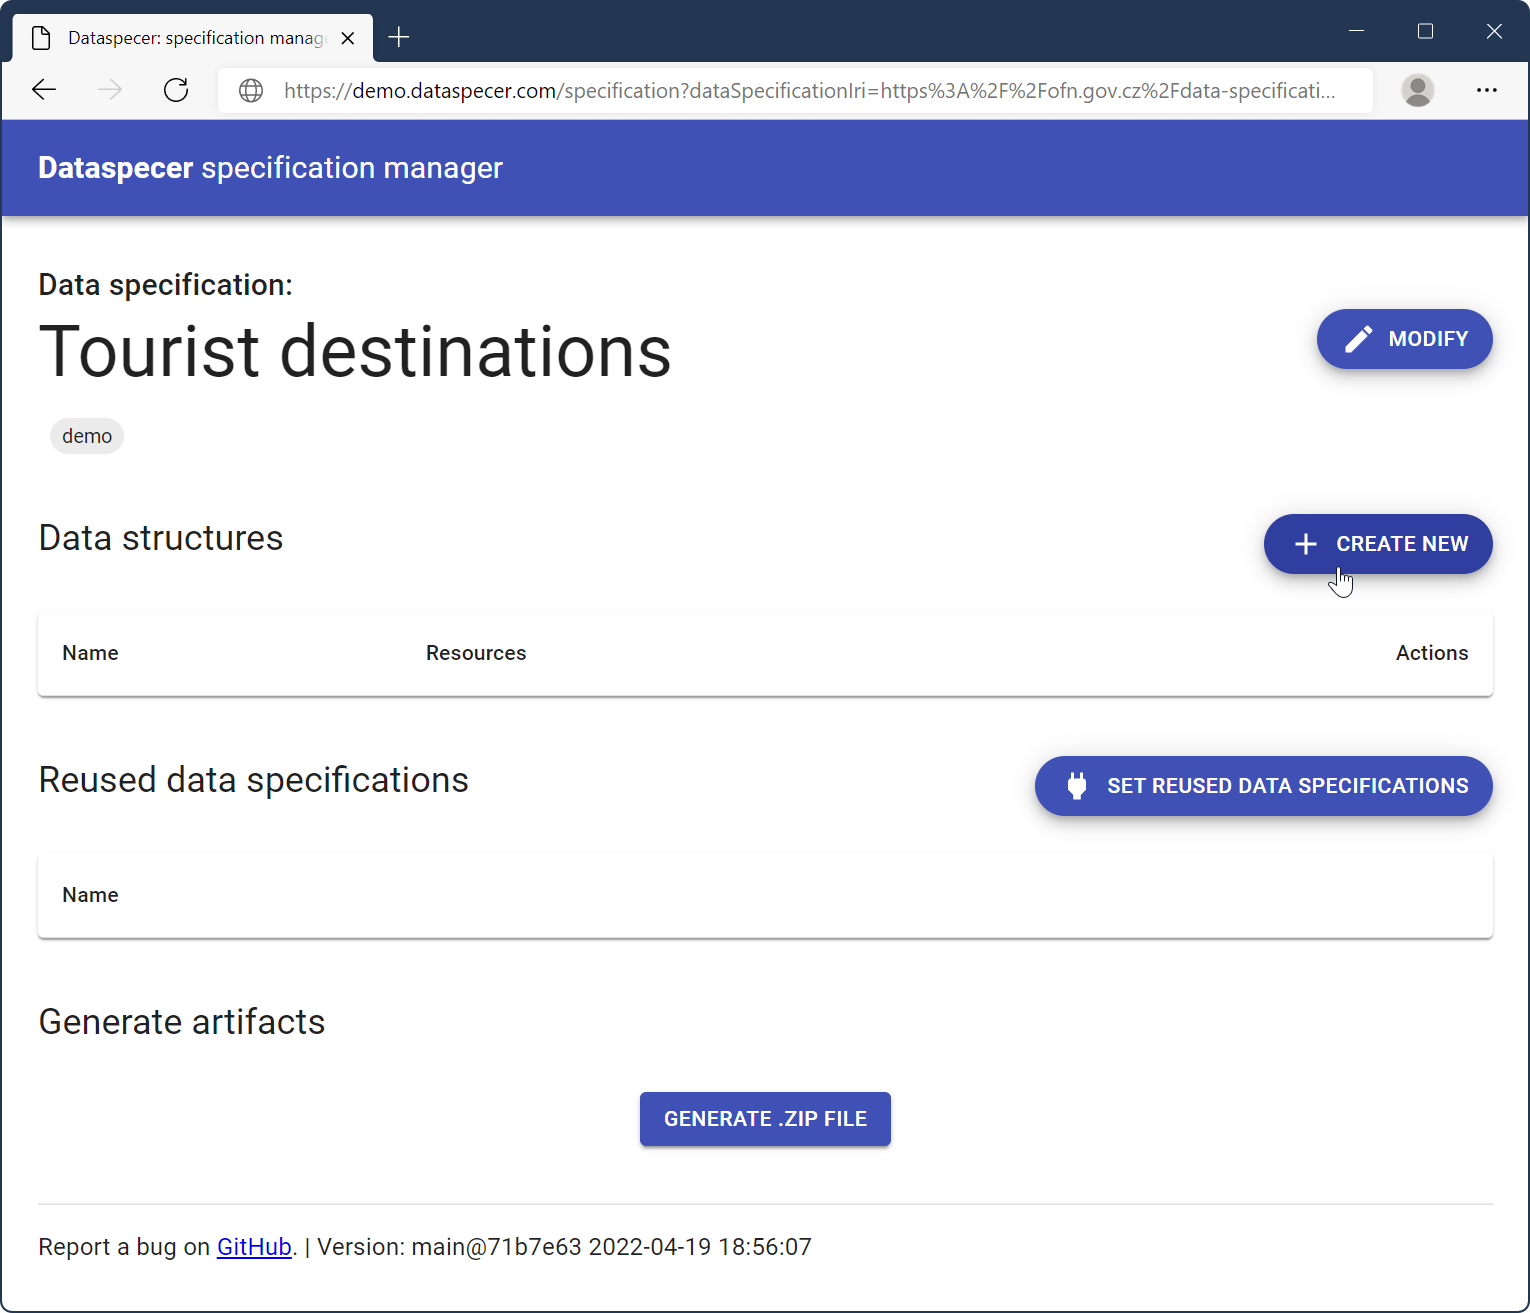 Dataspecer: specification manag
https://demo.dataspecer.com/specification?dataSpecificationIri=https%3A%2F%2Fofn.gov.cz%2Fdata-specificati...
Dataspecer specification manager
Data specification:
Tourist destinations
MODIFY
demo
Data structures
CREATE NEW
Name Resources Actions
Reused data specifications
SET REUSED DATA SPECIFICATIONS
Name
Generate artifacts
GENERATE .ZIP FILE
Report a bug on GitHub. | Version: main@71b7e63 2022-04-19 18:56:07